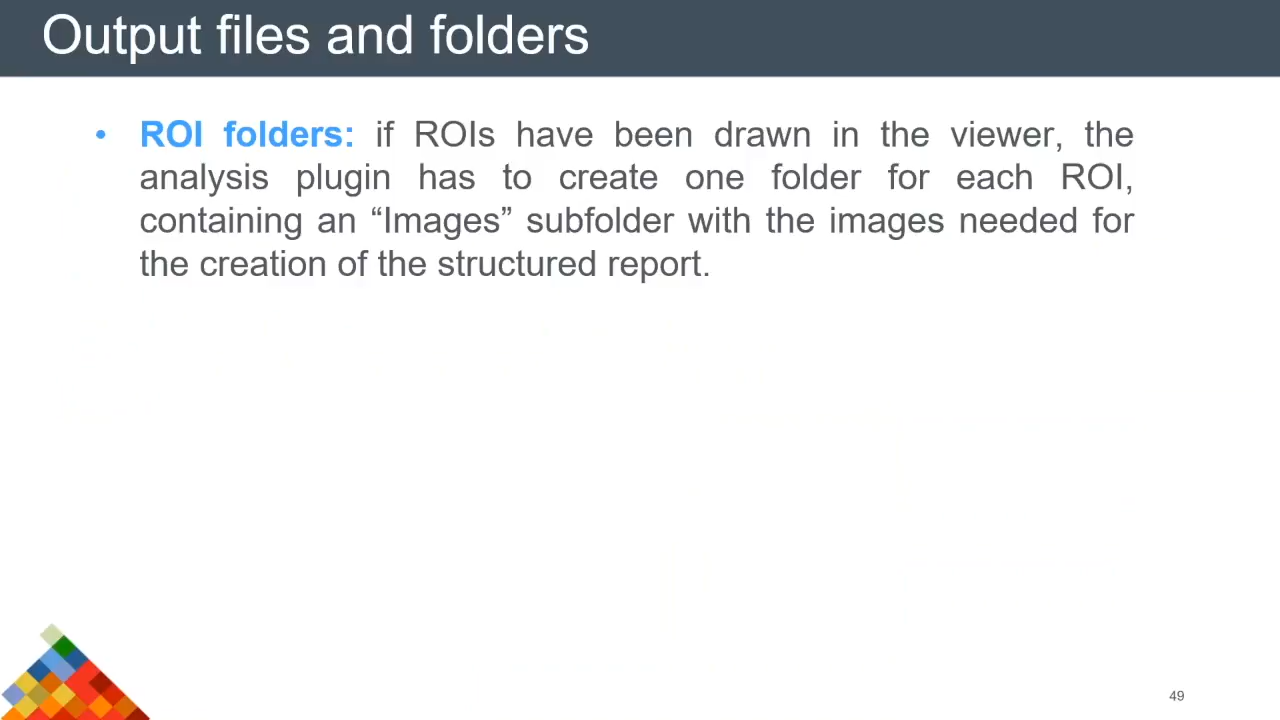 Output files and folders
• ROI folders: if ROIs have been drawn in the viewer, the
analysis plugin has to create one folder for each ROI,
containing an “Images” subfolder with the images needed for
the creation of the structured report.
49